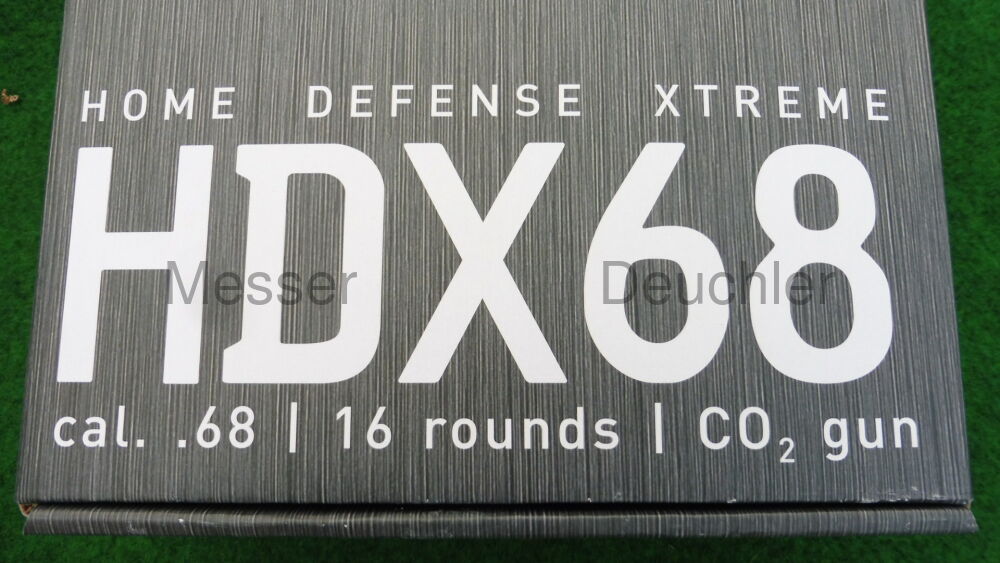 HOME DEFENSE XTREME
HDX68
Messer Deuchler
cal. .68 | 16 rounds | CO₂ gun